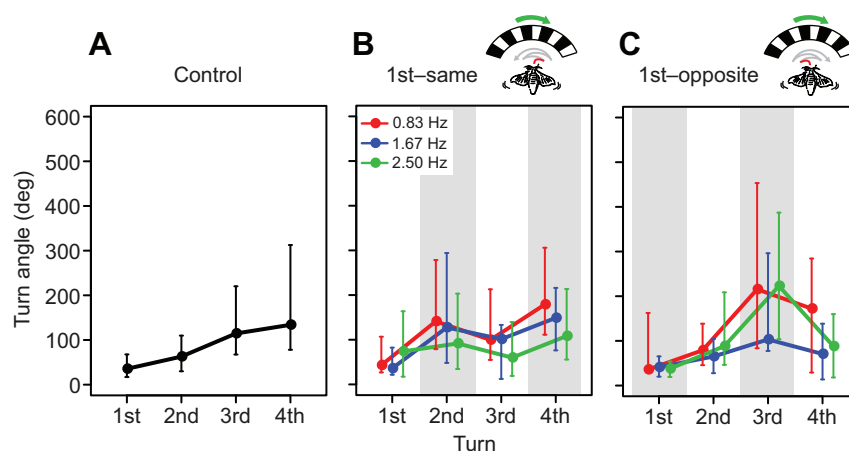 A
B
C
Control
1st–same
1st–opposite
600
500
400
300
200
100
0
Turn angle (deg)
0.83 Hz
1.67 Hz
2.50 Hz
1st 2nd 3rd 4th
1st 2nd 3rd 4th
1st 2nd 3rd 4th
Turn